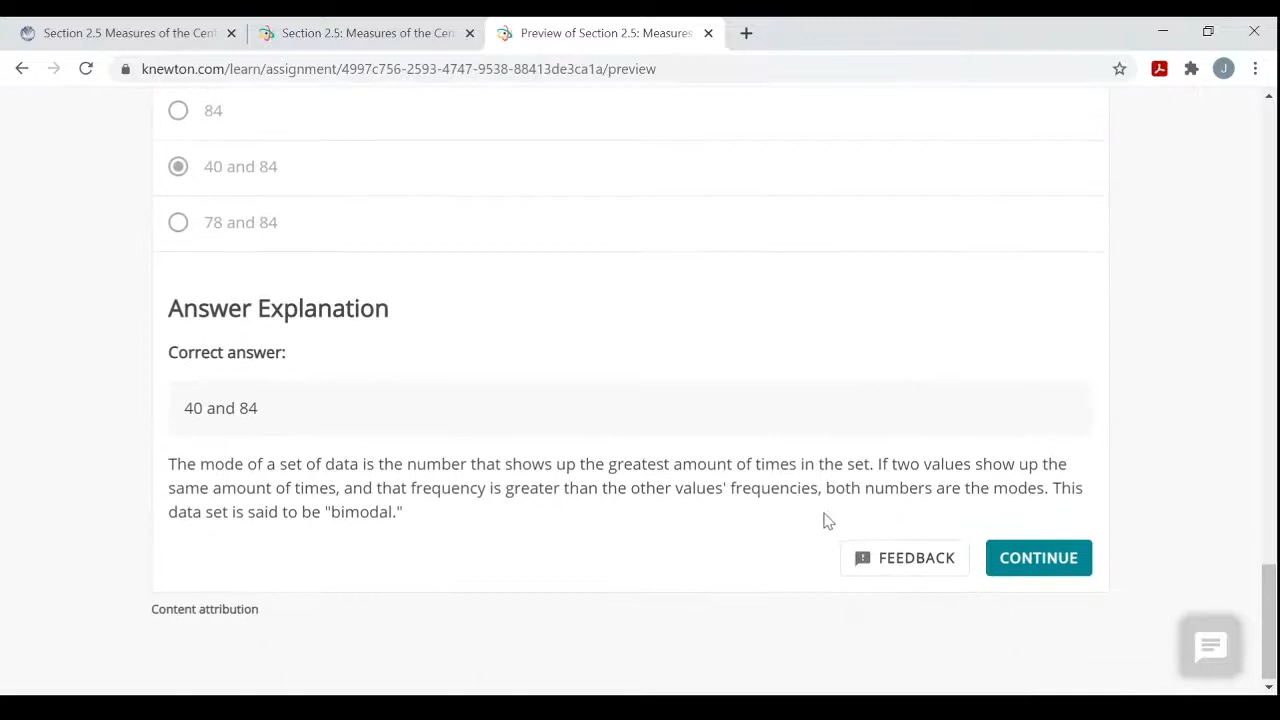 Section 2.5 Measures of the Cent
Section 2.5: Measures of the Cen
Preview of Section 2.5: Measures
knewton.com/learn/assignment/4997c756-2593-4747-9538-88413de3ca1a/preview
J
84
40 and 84
78 and 84
Answer Explanation
Correct answer:
40 and 84
The mode of a set of data is the number that shows up the greatest amount of times in the set. If two values show up the
same amount of times, and that frequency is greater than the other values' frequencies, both numbers are the modes. This
data set is said to be "bimodal."
FEEDBACK
CONTINUE
Content attribution